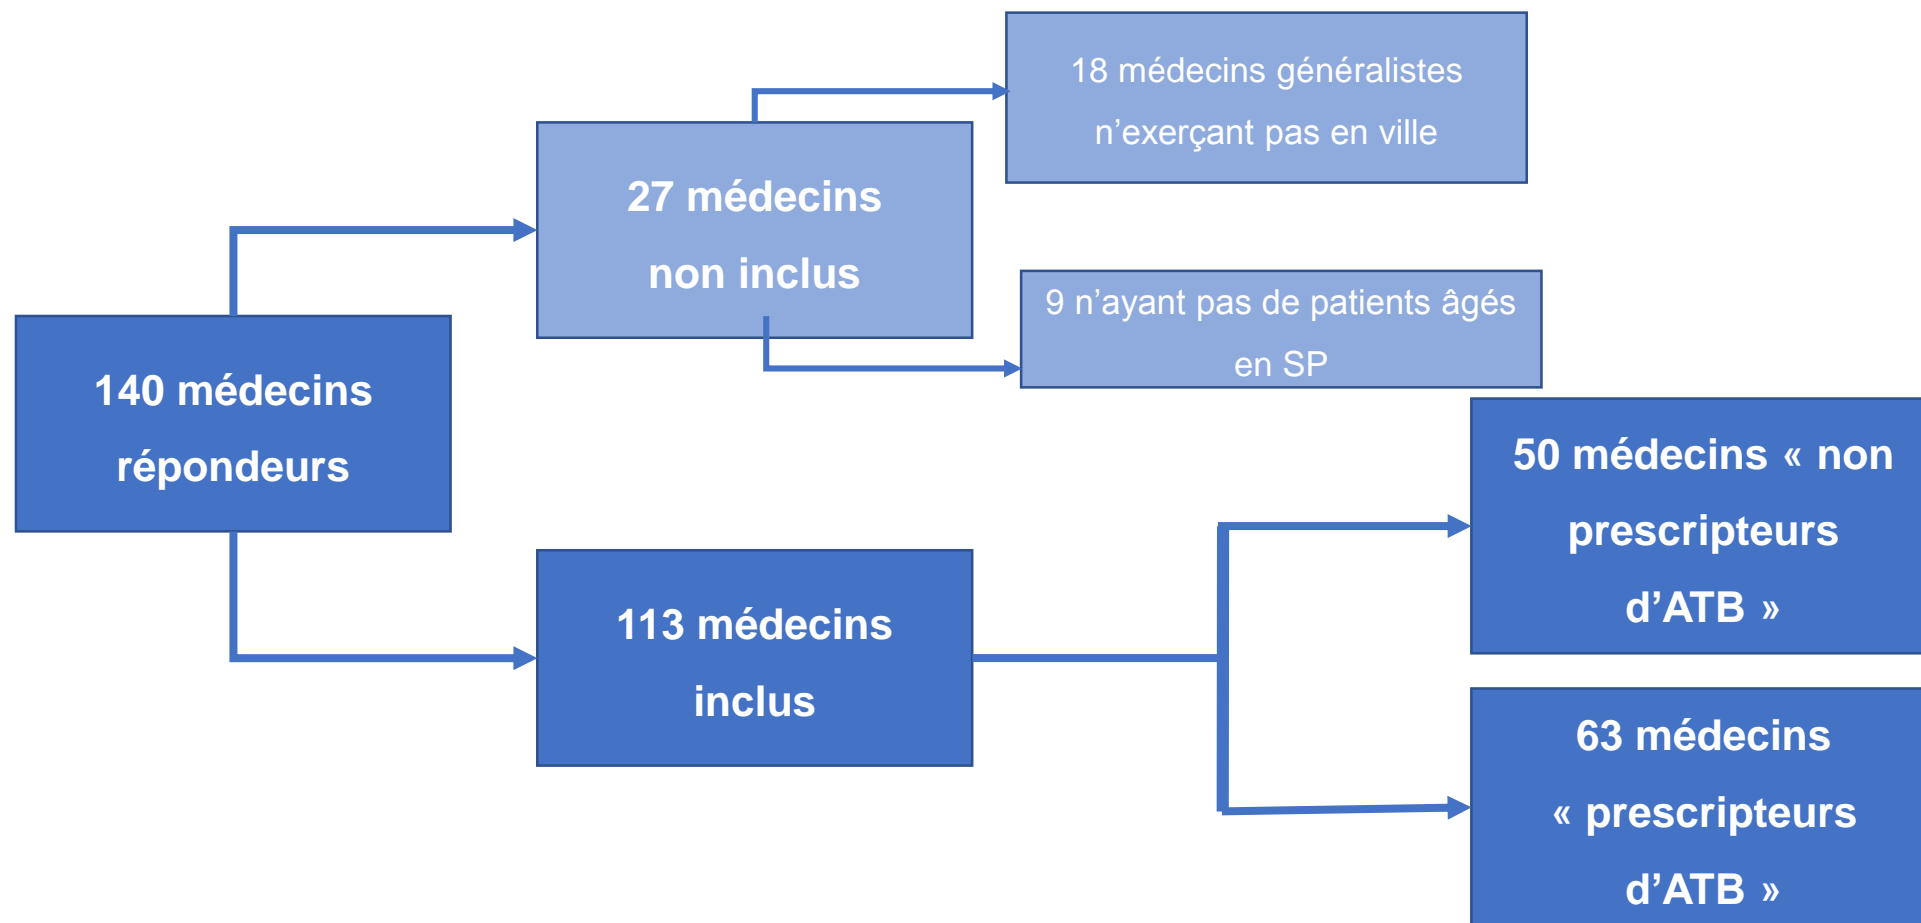 18 médecins généralistes
n’exerçant pas en ville
27 médecins
non inclus
9 n’ayant pas de patients âgés
en SP
140 médecins
répondeurs
50 médecins « non
prescripteurs
d’ATB »
113 médecins
inclus
63 médecins
« prescripteurs
d’ATB »